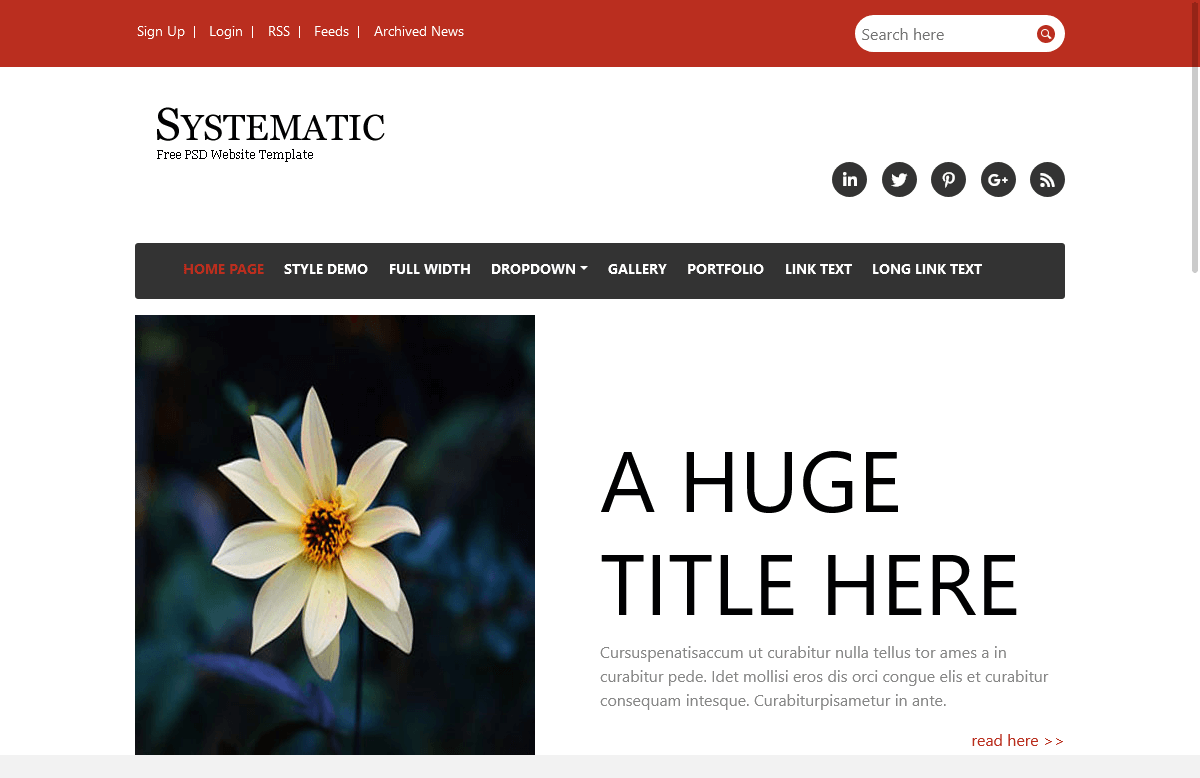 Sign Up | Login | RSS | Feeds | Archived News
Search here
SYSTEMATIC
Free PSD Website Template
in G+
HOME PAGE STYLE DEMO FULL WIDTH DROPDOWN GALLERY PORTFOLIO LINK TEXT LONG LINK TEXT
A HUGE
TITLE HERE
Cursuspenatisaccum ut curabitur nulla tellus tor ames a in
curabitur pede. Idet mollisi eros dis orci congue elis et curabitur
consequam intesque. Curabiturpisametur in ante.
read here >>